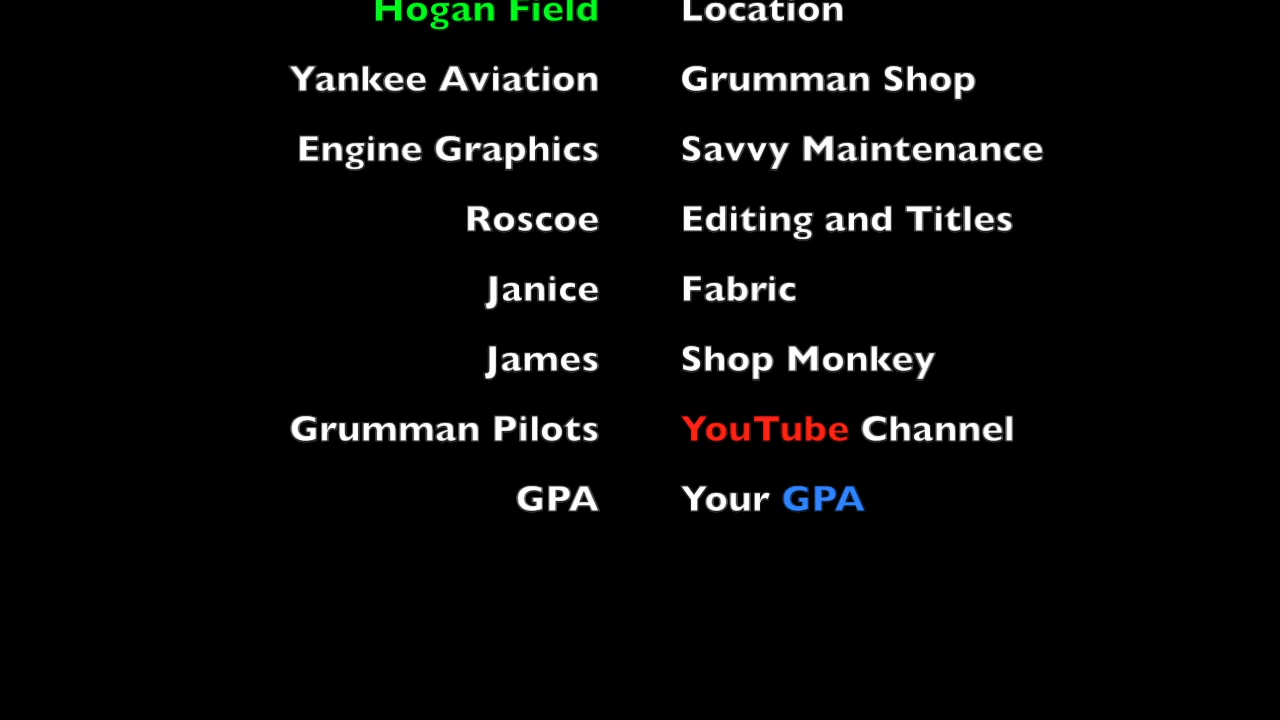 Hogan Field Location
Yankee Aviation Grumman Shop
Engine Graphics Savvy Maintenance
Roscoe Editing and Titles
Janice Fabric
James Shop Monkey
Grumman Pilots YouTube Channel
GPA Your GPA